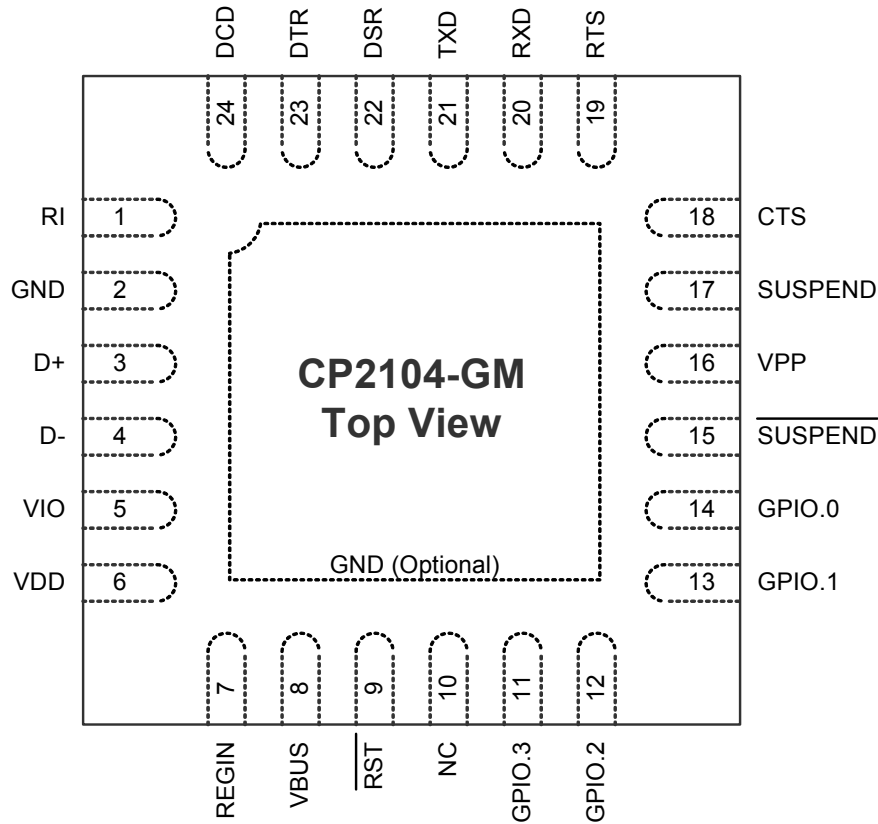 DCD
DTR
DSR
TXD
RXD
RTS
24
23
22
21
20
19
RI 1
GND 2
D+ 3
D- 4
VIO 5
VDD 6
18 CTS
17 SUSPEND
16 VPP
15 SUSPEND
14 GPIO.0
13 GPIO.1
CP2104-GM
Top View
GND (Optional)
7
8
9
10
11
12
REGIN
VBUS
RST
NC
GPIO.3
GPIO.2